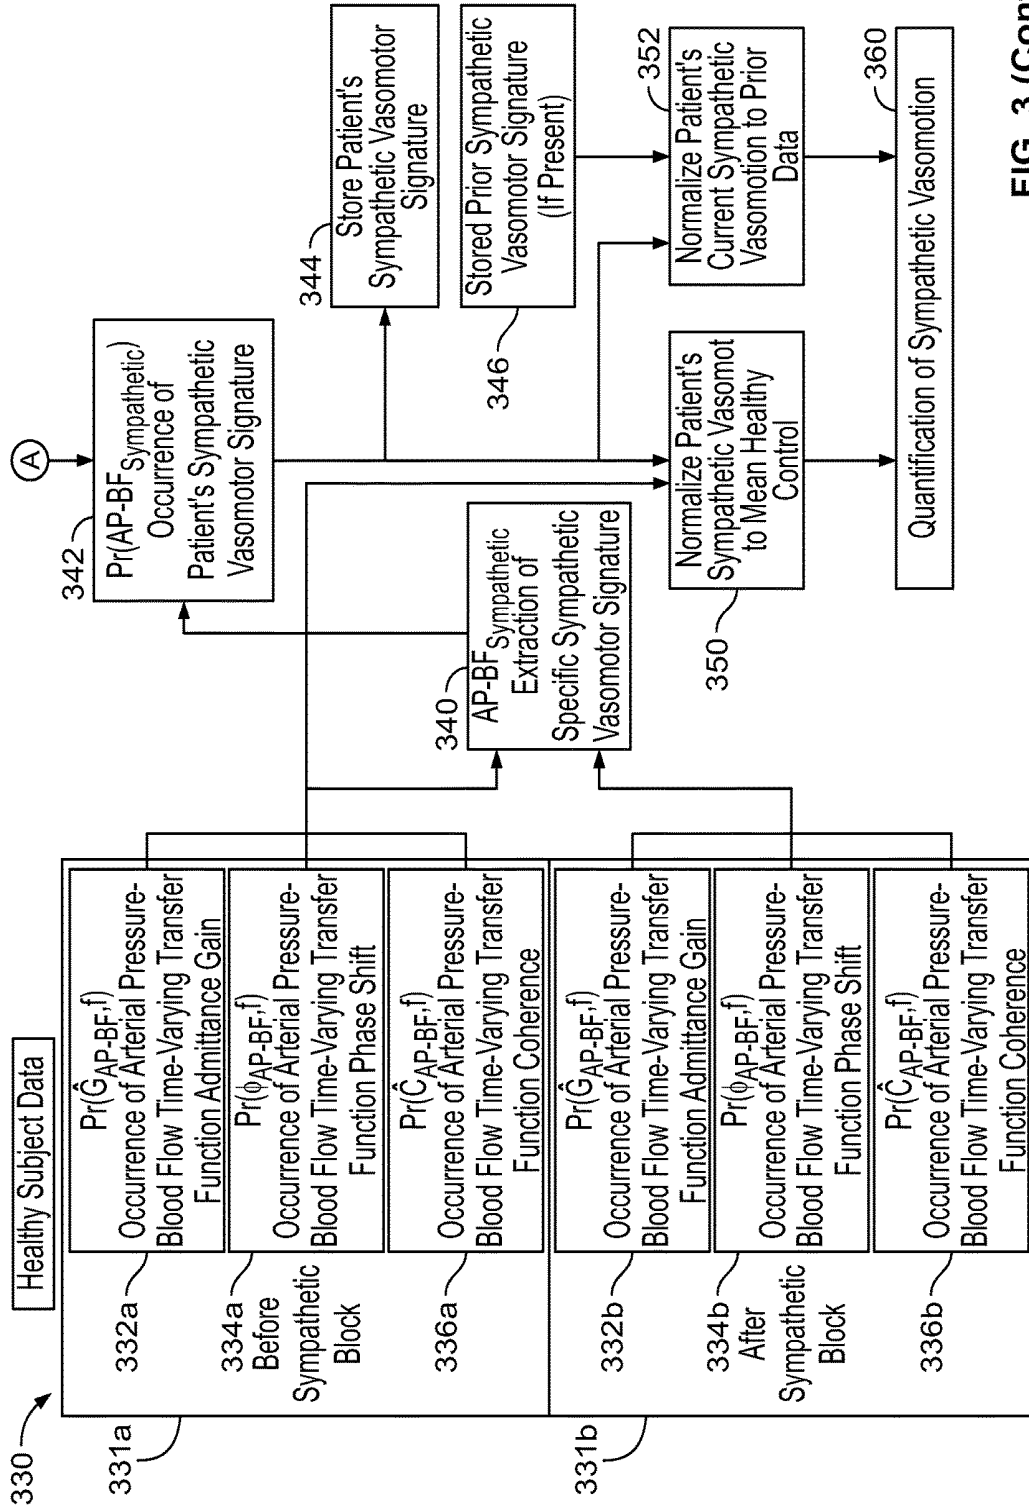 330
Healthy Subject Data
331a
332a
Pr(ĜAP-BF,f)
Occurrence of Arterial Pressure-
Blood Flow Time-Varying Transfer
Function Admittance Gain
334a
Before
Sympathetic
Block
Pr(ϕAP-BF,f)
Occurrence of Arterial Pressure-
Blood Flow Time-Varying Transfer
Function Phase Shift
336a
Pr(ĈAP-BF,f)
Occurrence of Arterial Pressure-
Blood Flow Time-Varying Transfer
Function Coherence
331b
332b
Pr(ĜAP-BF,f)
Occurrence of Arterial Pressure-
Blood Flow Time-Varying Transfer
Function Admittance Gain
334b
After
Sympathetic
Block
Pr(ϕAP-BF,f)
Occurrence of Arterial Pressure-
Blood Flow Time-Varying Transfer
Function Phase Shift
336b
Pr(ĈAP-BF,f)
Occurrence of Arterial Pressure-
Blood Flow Time-Varying Transfer
Function Coherence
340
AP-BFSympathetic
Extraction of
Specific Sympathetic
Vasomotor Signature
A
342
Pr(AP-BFSympathetic)
Occurrence of
Patient's Sympathetic
Vasomotor Signature
344
Store Patient's
Sympathetic Vasomotor
Signature
346
Stored Prior Sympathetic
Vasomotor Signature
(If Present)
350
Normalize Patient's
Sympathetic Vasomot
to Mean Healthy
Control
352
Normalize Patient's
Current Sympathetic
Vasomotion to Prior
Data
360
Quantification of Sympathetic Vasomotion
FIG. 3 (Con